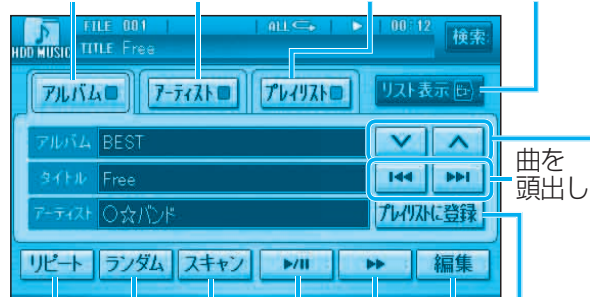 FILE 001 ALL 00:12
HDD MUSIC TITLE Free 検索
アルバム アーティスト プレイリスト リスト表示
アルバム BEST
タイトル Free
アーティスト ○☆バンド プレイリストに登録
曲を
頭出し
リピート ランダム スキャン ►/II ►► 編集